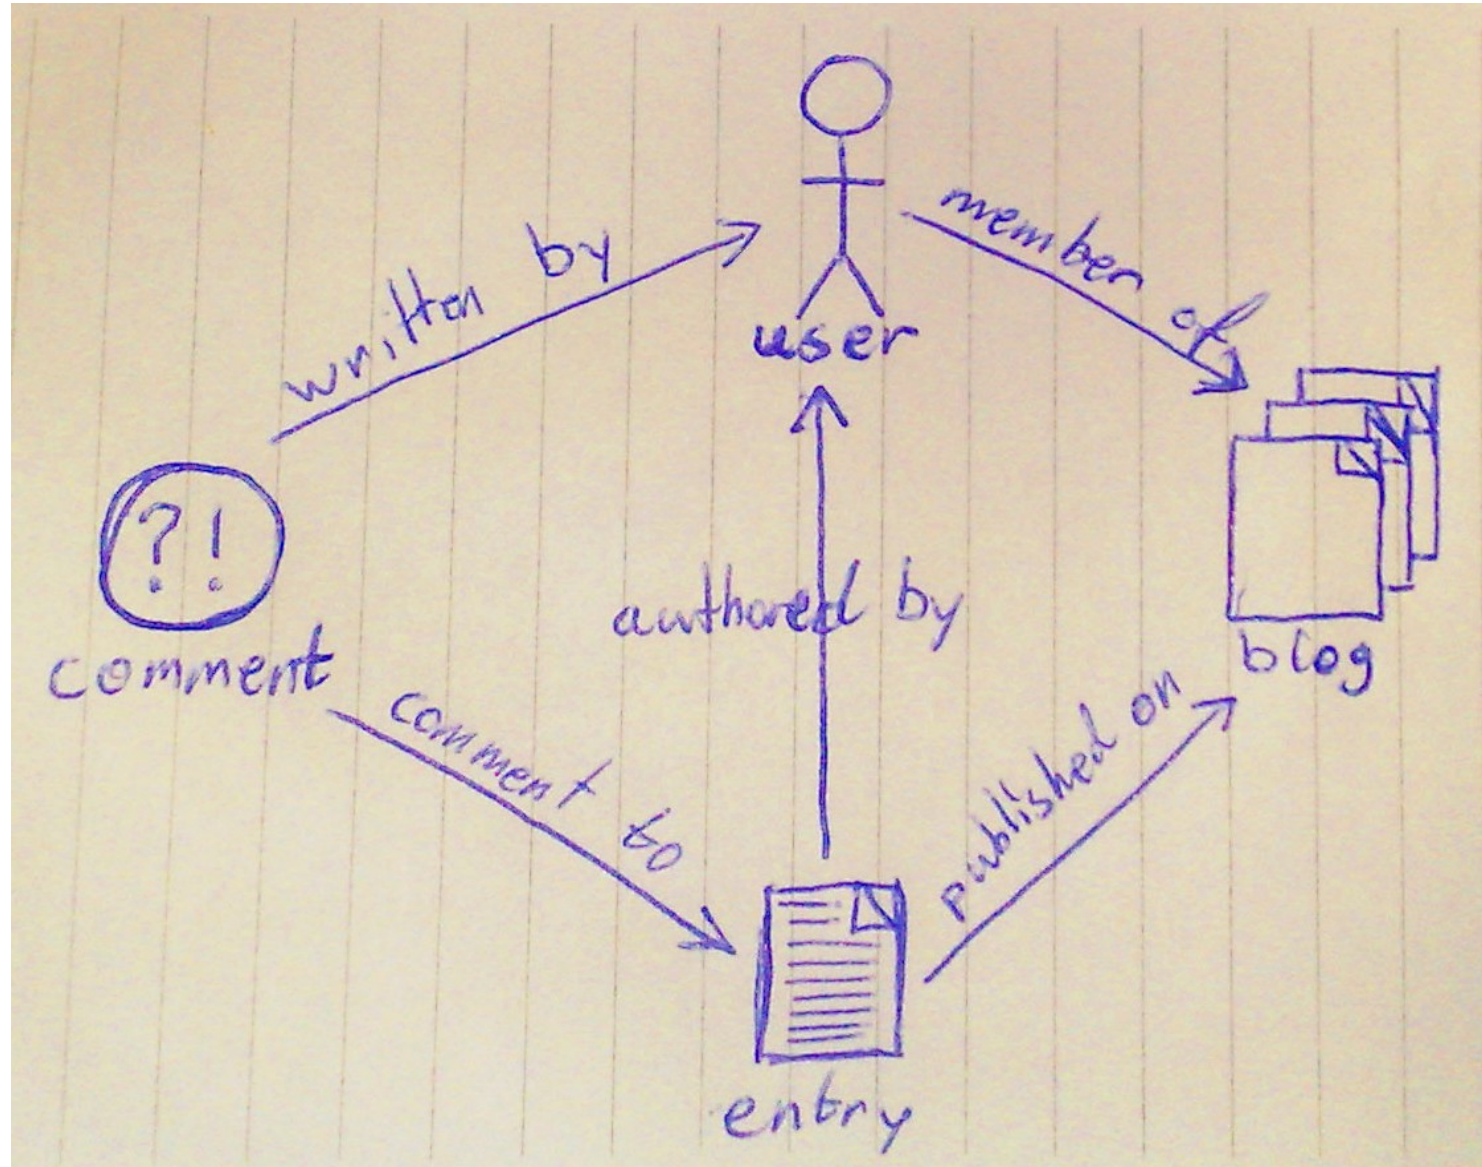 written by
user
member of
?!
comment
authored by
blog
comment to
published on
entry